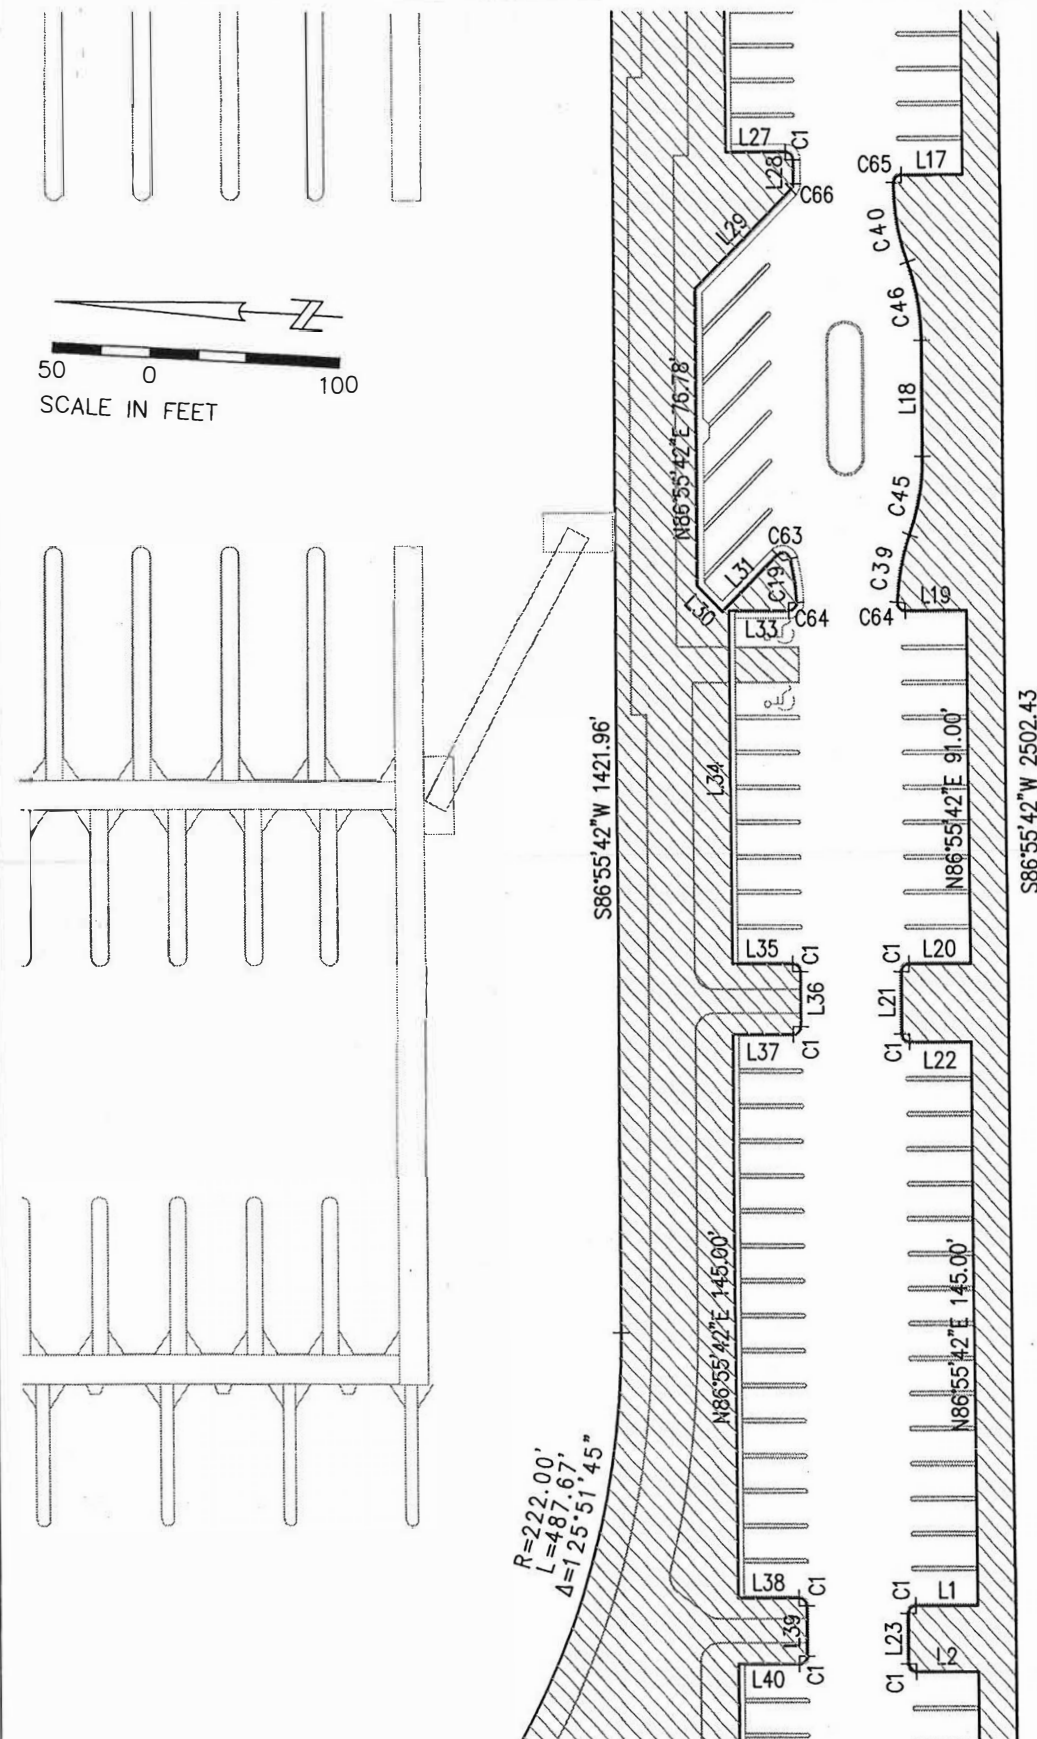 L27
C1
L28
C66
C65
L17
C40
L29
C46
50
0
100
SCALE IN FEET
N86°55'42"E 76.78'
L18
C45
C63
L31
C19
C39
L30
L33
C64
C64
L19
S86°55'42"W 1421.96'
L34
N86°55'42"E 91.00'
S86°55'42"W 2502.43
L35
C1
C1
L20
L36
L21
L37
C1
C1
L22
N86°55'42"E 145.00'
N86°55'42"E 145.00'
R=222.00'
L=487.67'
Δ=125°51'45"
L38
C1
C1
L1
L39
L23
L2
L40
C1
C1